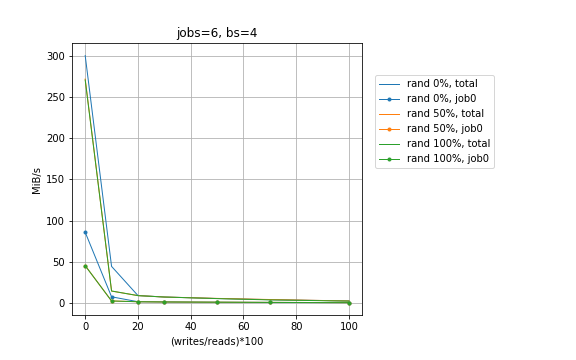 jobs=6, bs=4
300
250
200
150
100
50
0
MiB/s
0 20 40 60 80 100
(writes/reads)*100
rand 0%, total
rand 0%, job0
rand 50%, total
rand 50%, job0
rand 100%, total
rand 100%, job0